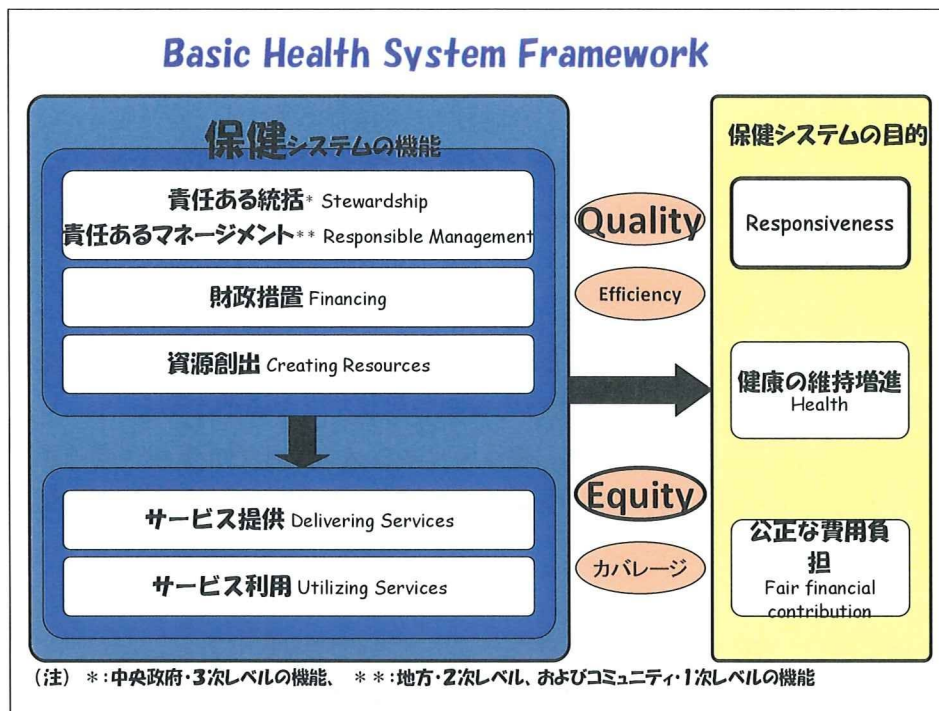 Basic Health System Framework
保健システムの機能
責任ある統括* Stewardship
責任あるマネージメント** Responsible Management
財政措置 Financing
資源創出 Creating Resources
サービス提供 Delivering Services
サービス利用 Utilizing Services
Quality
Efficiency
Equity
カバレージ
保健システムの目的
Responsiveness
健康の維持増進
Health
公正な費用負
担
Fair financial
contribution
(注) *:中央政府・3次レベルの機能、 **:地方・2次レベル、およびコミュニティ・1次レベルの機能